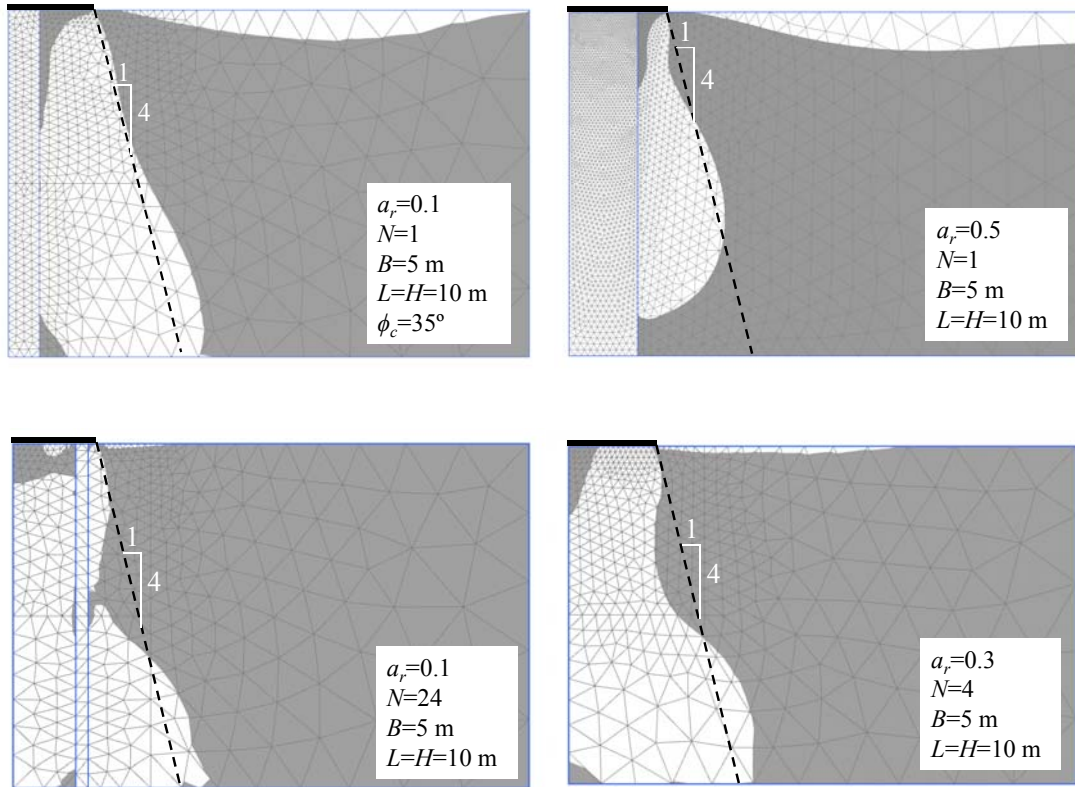 1
4
a_r=0.1
N=1
B=5 m
L=H=10 m
ϕ_c=35º
1
4
a_r=0.5
N=1
B=5 m
L=H=10 m
1
4
a_r=0.1
N=24
B=5 m
L=H=10 m
1
4
a_r=0.3
N=4
B=5 m
L=H=10 m